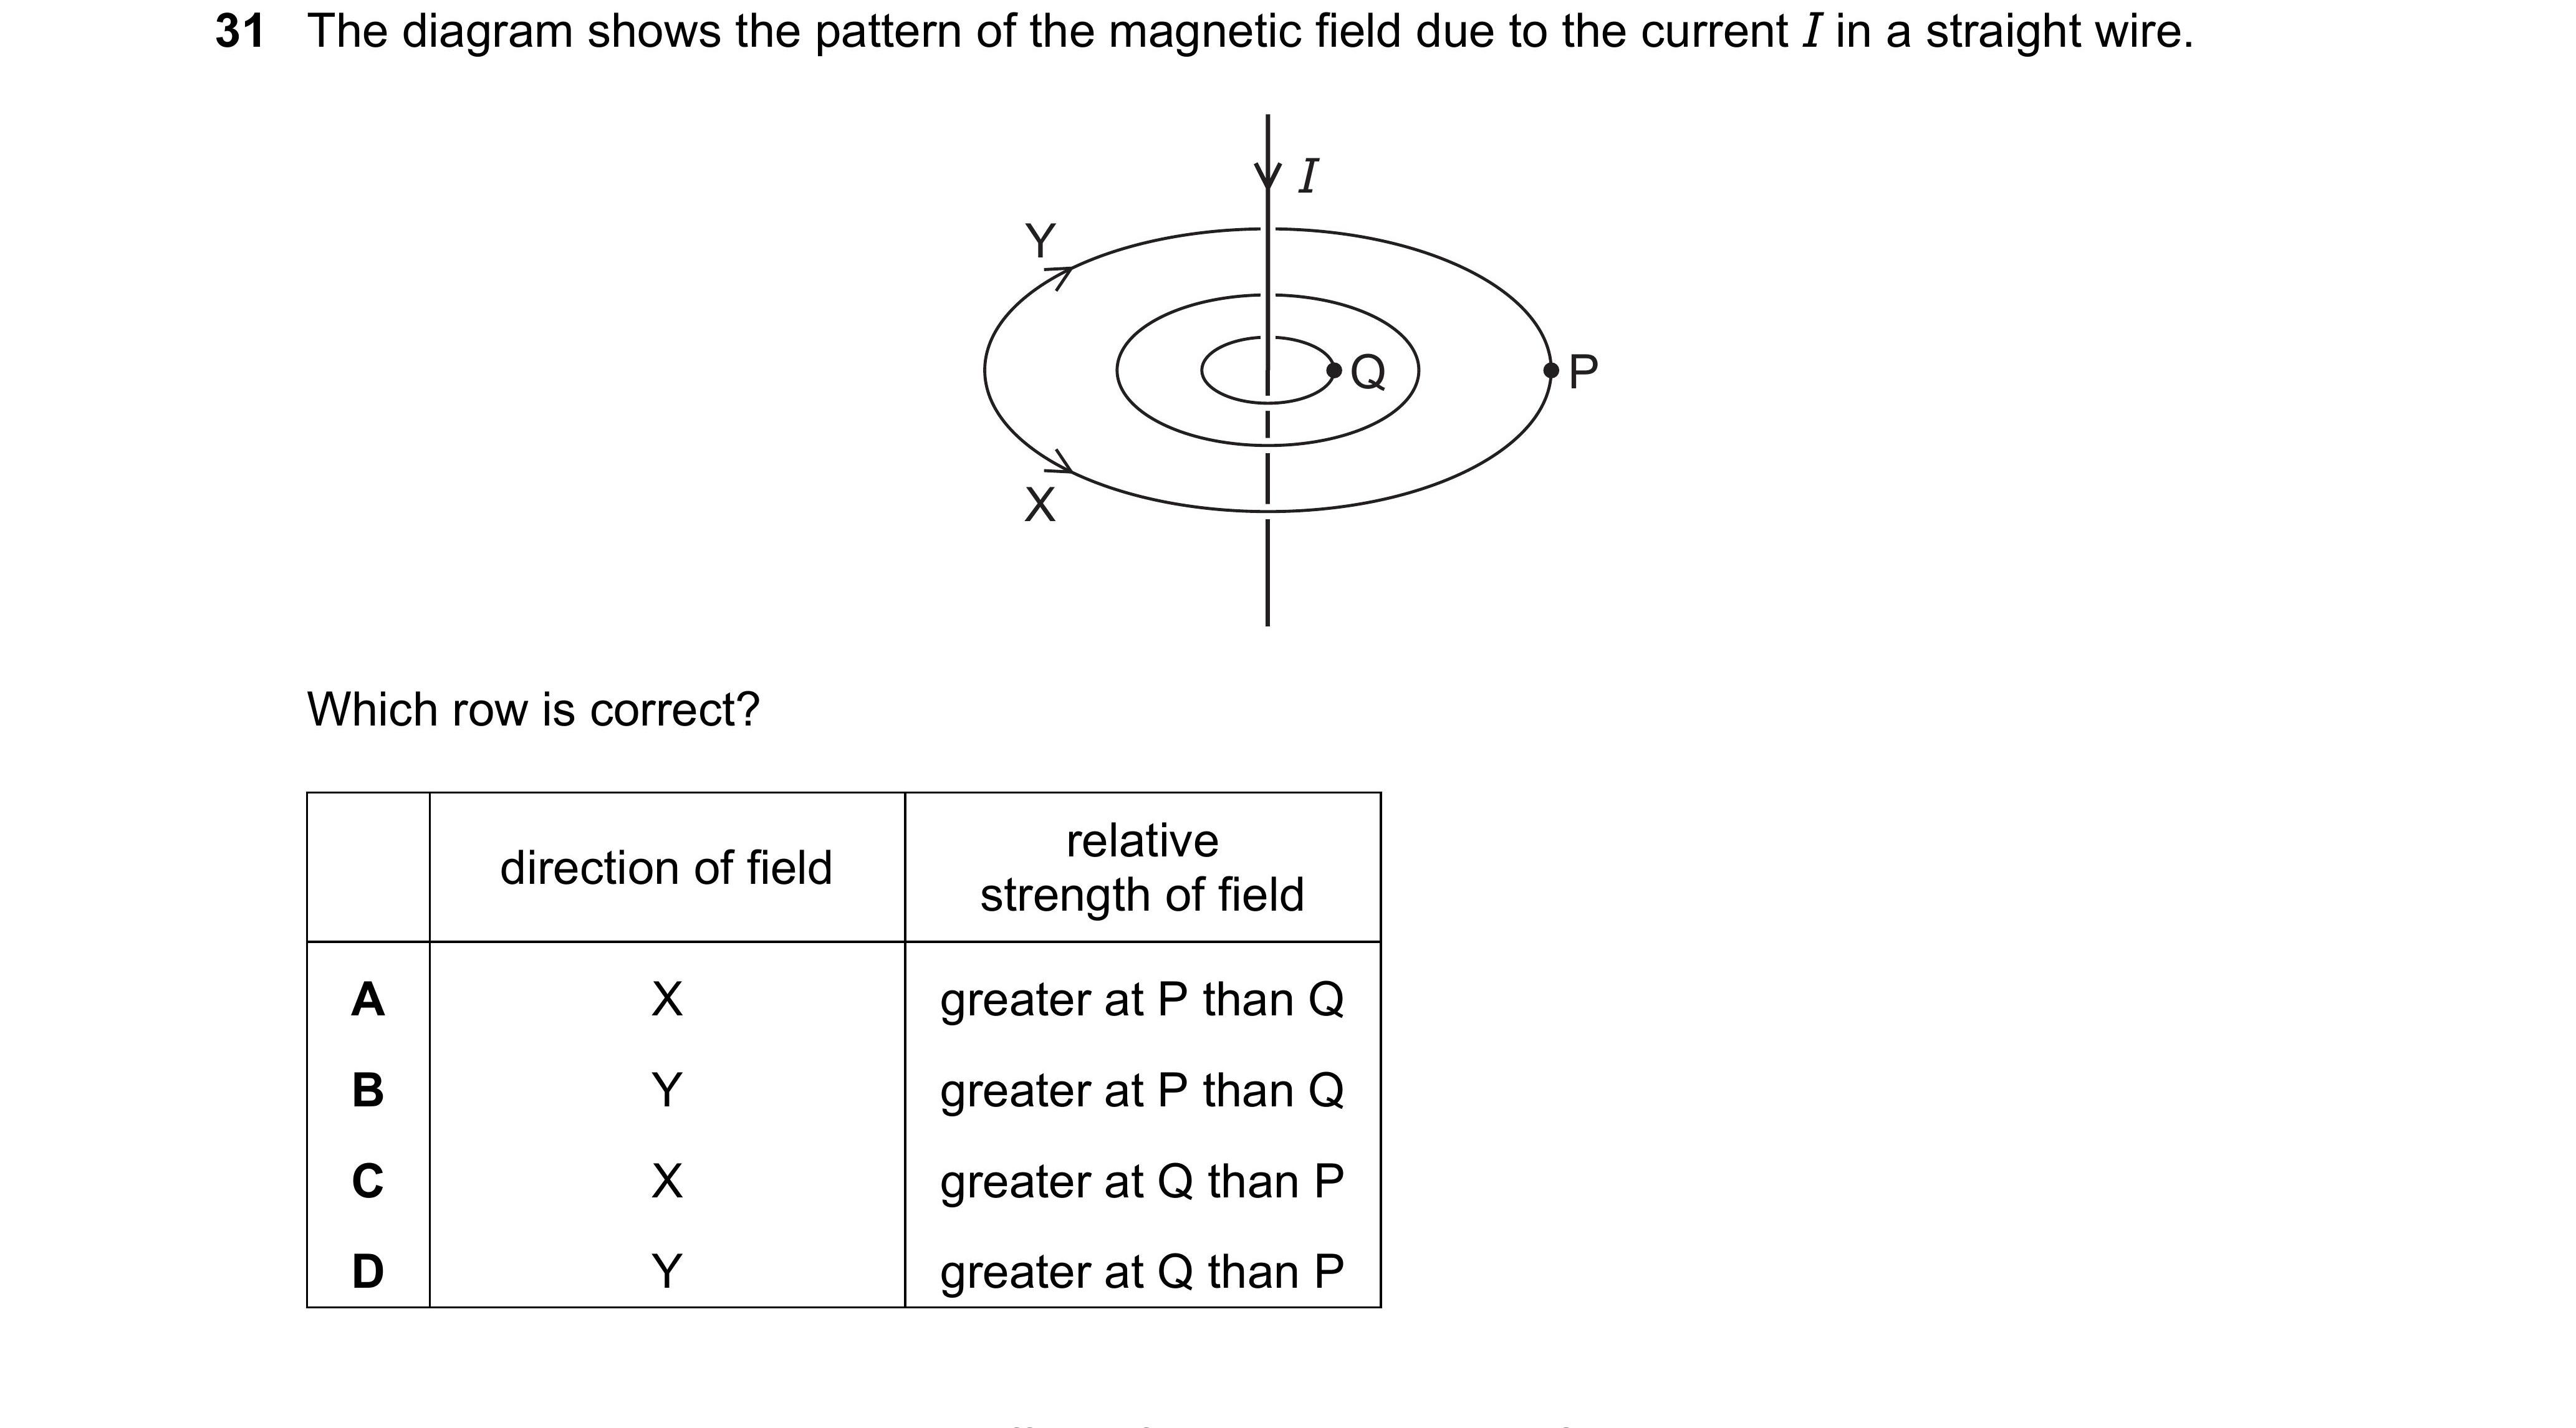 31 The diagram shows the pattern of the magnetic field due to the current I in a straight wire.
I
Y
Q
P
X
Which row is correct?
direction of field
relative
strength of field
A X greater at P than Q
B Y greater at P than Q
C X greater at Q than P
D Y greater at Q than P